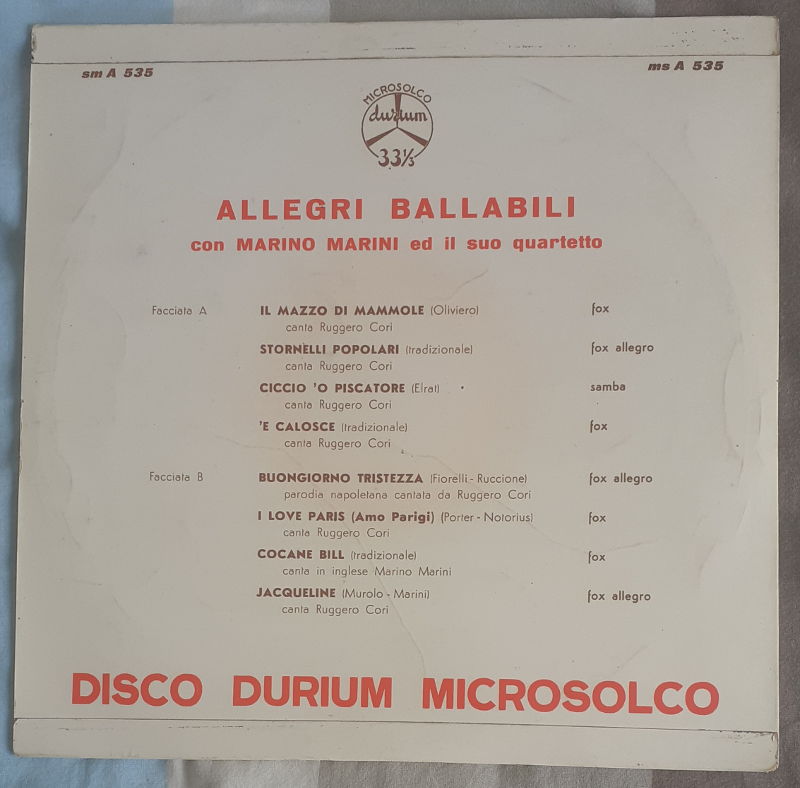 sm A 535
ms A 535
MICROSOLCO
durium
33⅓
ALLEGRI BALLABILI
con MARINO MARINI ed il suo quartetto
Facciata A IL MAZZO DI MAMMOLE (Oliviero) fox
canta Ruggero Cori
STORNELLI POPOLARI (tradizionale) fox allegro
canta Ruggero Cori
CICCIO 'O PISCATORE (Elrat) samba
canta Ruggero Cori
'E CALOSCE (tradizionale) fox
canta Ruggero Cori
Facciata B BUONGIORNO TRISTEZZA (Fiorelli - Ruccione) fox allegro
parodia napoletana cantata da Ruggero Cori
I LOVE PARIS (Amo Parigi) (Porter - Notorius) fox
canta Ruggero Cori
COCANE BILL (tradizionale) fox
canta in inglese Marino Marini
JACQUELINE (Murolo - Marini) fox allegro
canta Ruggero Cori
DISCO DURIUM MICROSOLCO